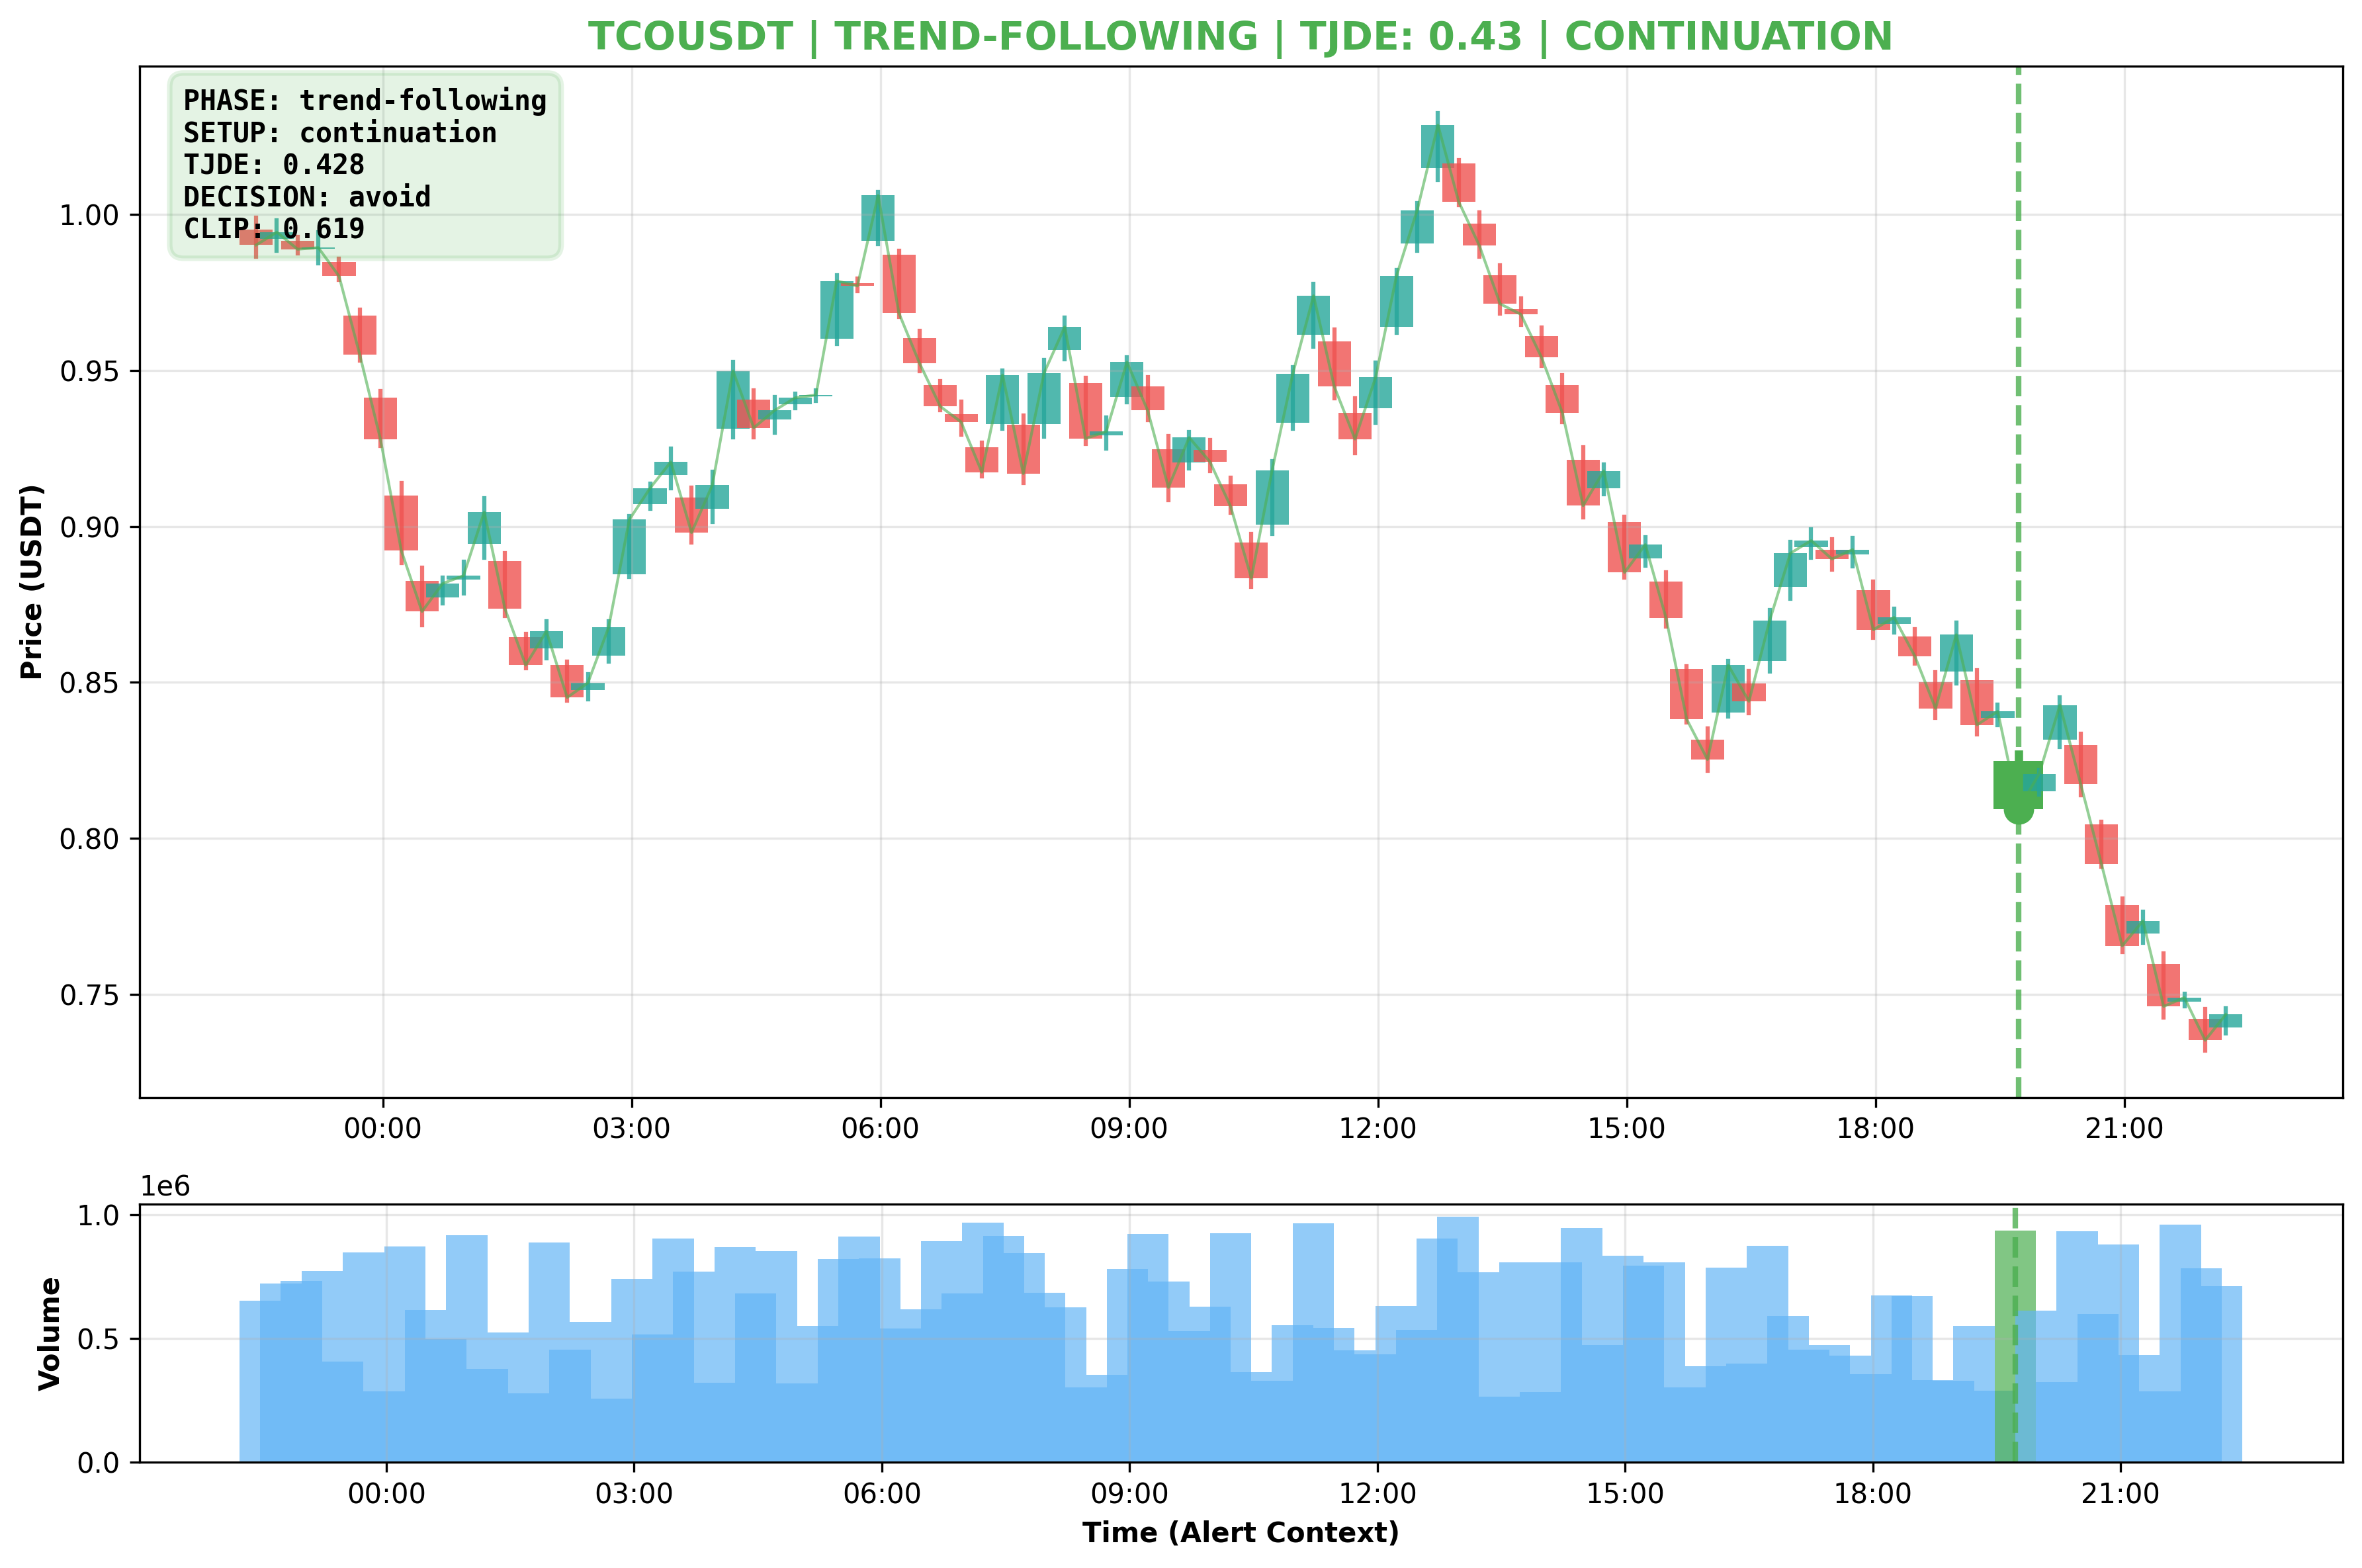 TCOUSDT | TREND-FOLLOWING | TJDE: 0.43 | CONTINUATION
PHASE: trend-following
SETUP: continuation
TJDE: 0.428
DECISION: avoid
CLIP: 0.619
Price (USDT)
1.00
0.95
0.90
0.85
0.80
0.75
00:00 03:00 06:00 09:00 12:00 15:00 18:00 21:00
1e6
Volume
1.0
0.5
0.0
00:00 03:00 06:00 09:00 12:00 15:00 18:00 21:00
Time (Alert Context)